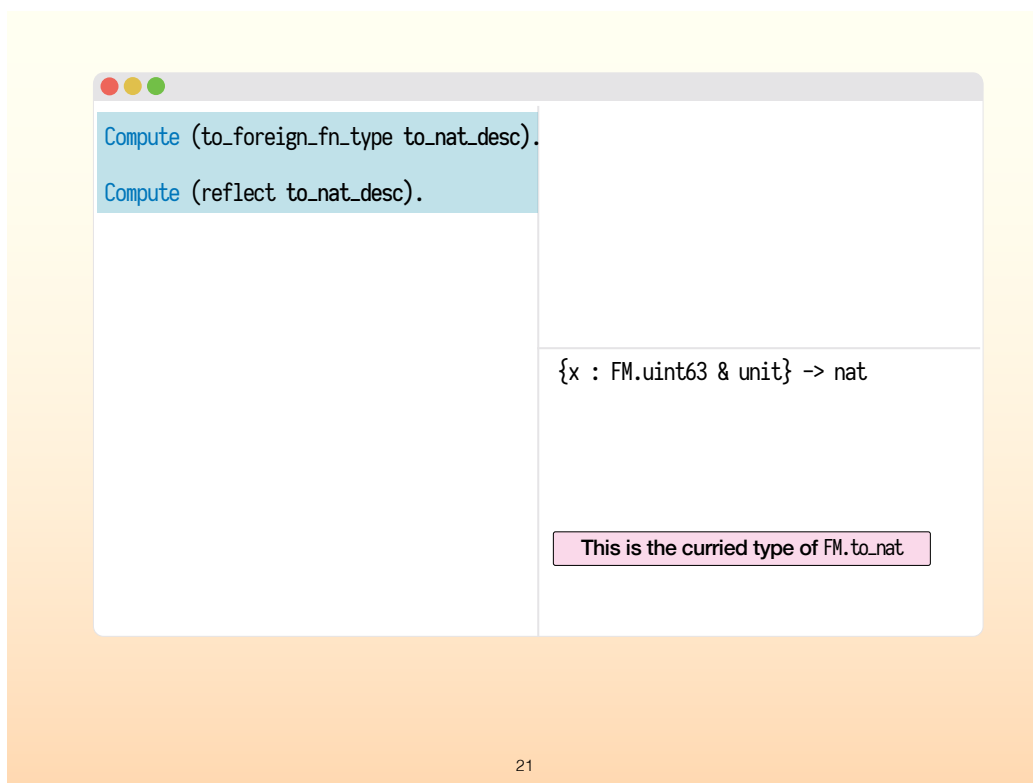 Compute (to_foreign_fn_type to_nat_desc).
Compute (reflect to_nat_desc).
{x : FM.uint63 & unit} -> nat
This is the curried type of FM.to_nat
21